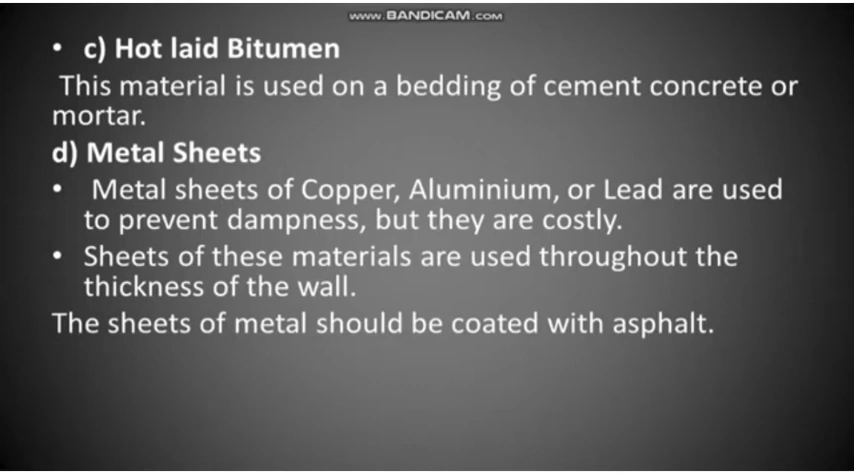 www.BANDICAM.com
• c) Hot laid Bitumen
This material is used on a bedding of cement concrete or
mortar.
d) Metal Sheets
• Metal sheets of Copper, Aluminium, or Lead are used
to prevent dampness, but they are costly.
• Sheets of these materials are used throughout the
thickness of the wall.
The sheets of metal should be coated with asphalt.